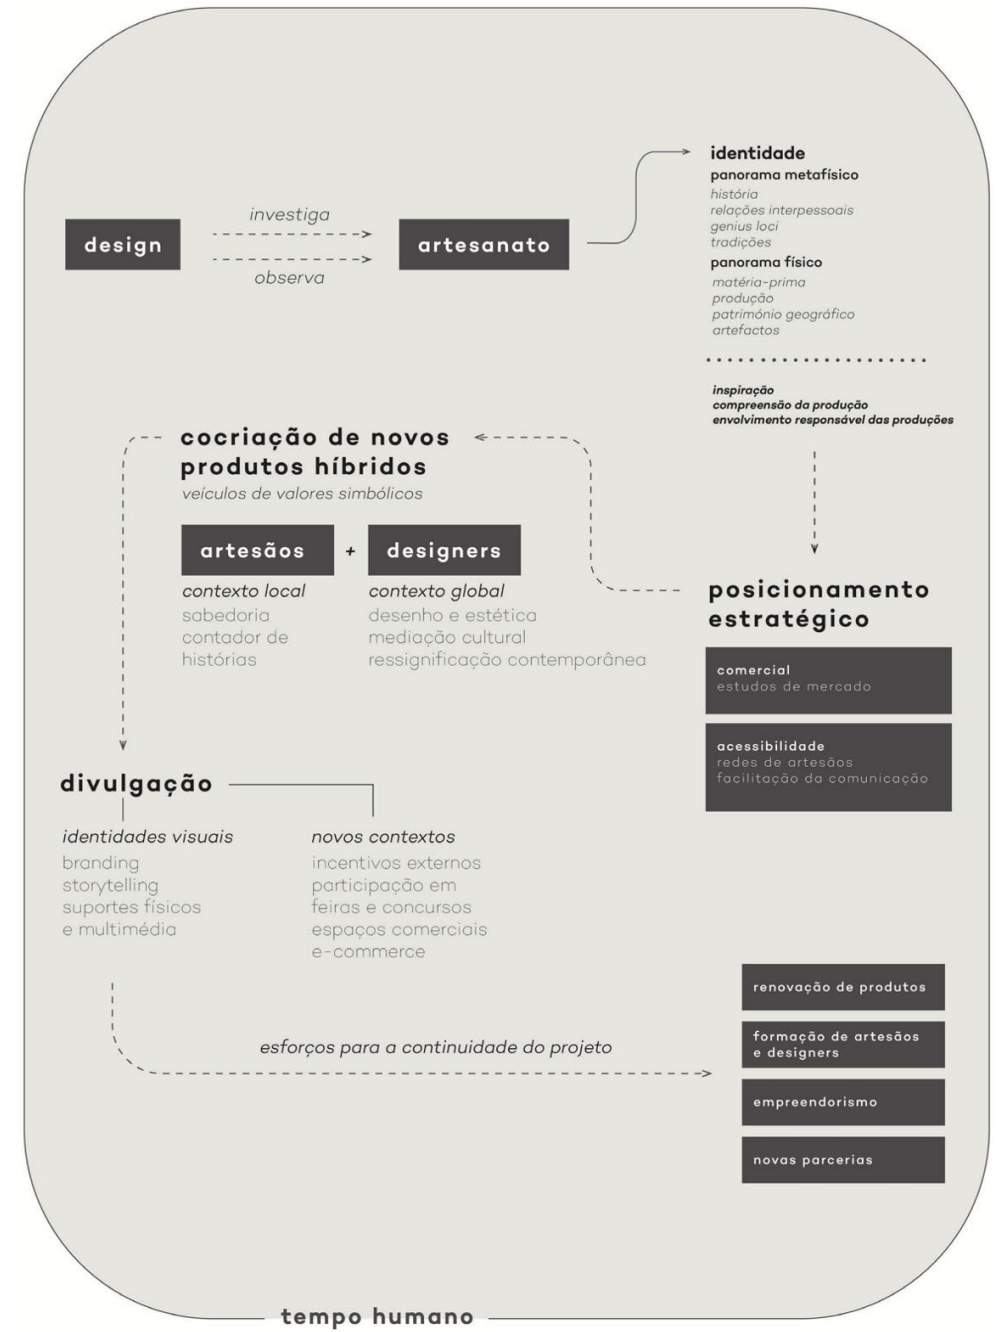 design
investiga
observa
artesanato
identidade
panorama metafísico
história
relações interpessoais
genius loci
tradições
panorama físico
matéria-prima
produção
património geográfico
artefactos
inspiração
compreensão da produção
envolvimento responsável das produções
posicionamento
estratégico
comercial
estudos de mercado
acessibilidade
redes de artesãos
facilitação da comunicação
cocriação de novos
produtos híbridos
veículos de valores simbólicos
artesãos + designers
contexto local
sabedoria
contador de
histórias
contexto global
desenho e estética
mediação cultural
ressignificação contemporânea
divulgação
identidades visuais
branding
storytelling
suportes físicos
e multimédia
novos contextos
incentivos externos
participação em
feiras e concursos
espaços comerciais
e-commerce
esforços para a continuidade do projeto
renovação de produtos
formação de artesãos
e designers
empreendorismo
novas parcerias
tempo humano